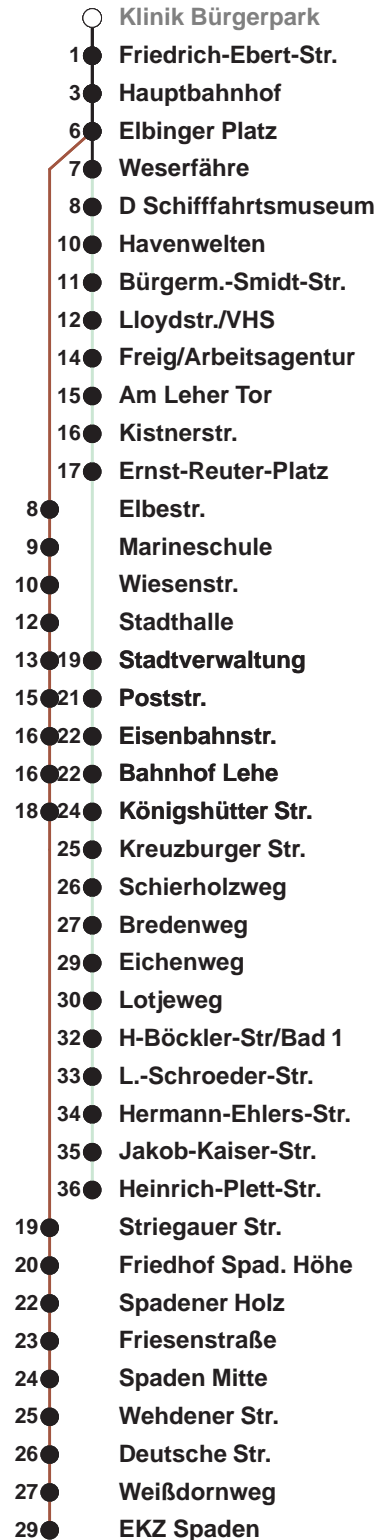 Klinik Bürgerpark
1 Friedrich-Ebert-Str.
3 Hauptbahnhof
6 Elbinger Platz
7 Weserfähre
8 D Schifffahrtsmuseum
10 Havenwelten
11 Bürgerm.-Smidt-Str.
12 Lloydstr./VHS
14 Freig/Arbeitsagentur
15 Am Leher Tor
16 Kistnerstr.
17 Ernst-Reuter-Platz
8 Elbestr.
9 Marineschule
10 Wiesenstr.
12 Stadthalle
13 19 Stadtverwaltung
15 21 Poststr.
16 22 Eisenbahnstr.
16 22 Bahnhof Lehe
18 24 Königshütter Str.
25 Kreuzburger Str.
26 Schierholzweg
27 Bredenweg
29 Eichenweg
30 Lotjeweg
32 H-Böckler-Str/Bad 1
33 L.-Schroeder-Str.
34 Hermann-Ehlers-Str.
35 Jakob-Kaiser-Str.
36 Heinrich-Plett-Str.
19 Striegauer Str.
20 Friedhof Spad. Höhe
22 Spadener Holz
23 Friesenstraße
24 Spaden Mitte
25 Wehdener Str.
26 Deutsche Str.
27 Weißdornweg
29 EKZ Spaden